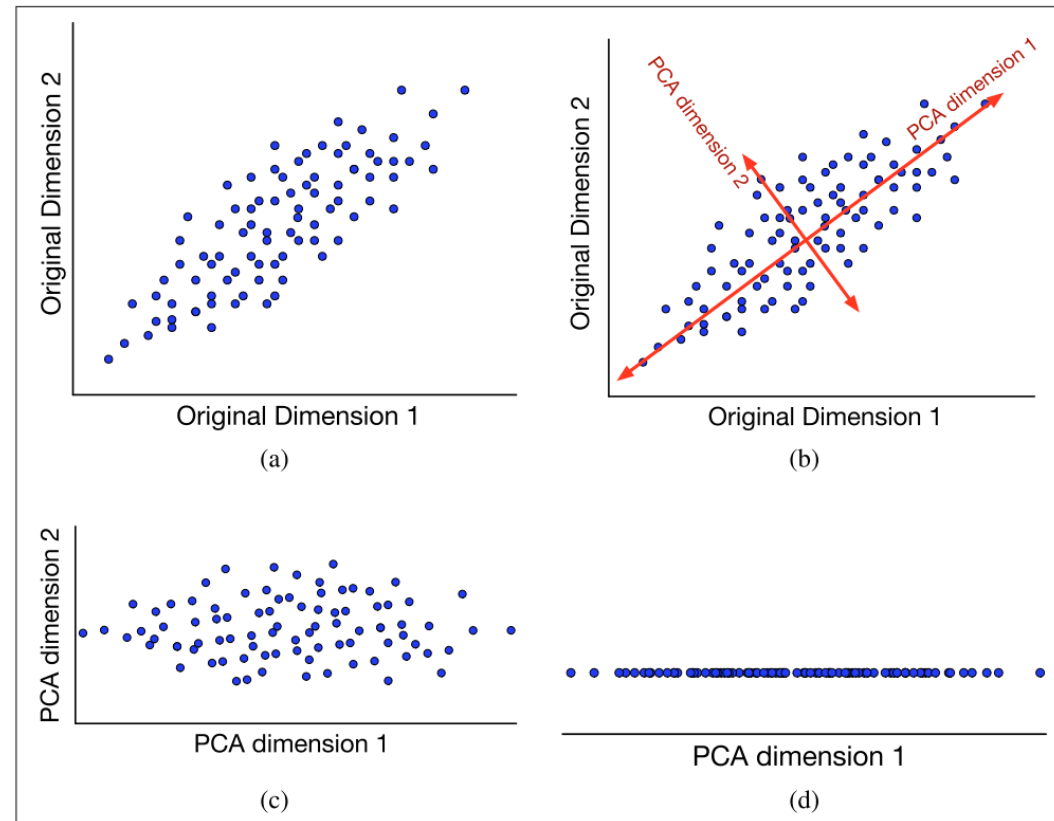 Original Dimension 2
Original Dimension 1
(a)
Original Dimension 2
PCA dimension 2
PCA dimension 1
Original Dimension 1
(b)
PCA dimension 2
PCA dimension 1
(c)
PCA dimension 1
(d)